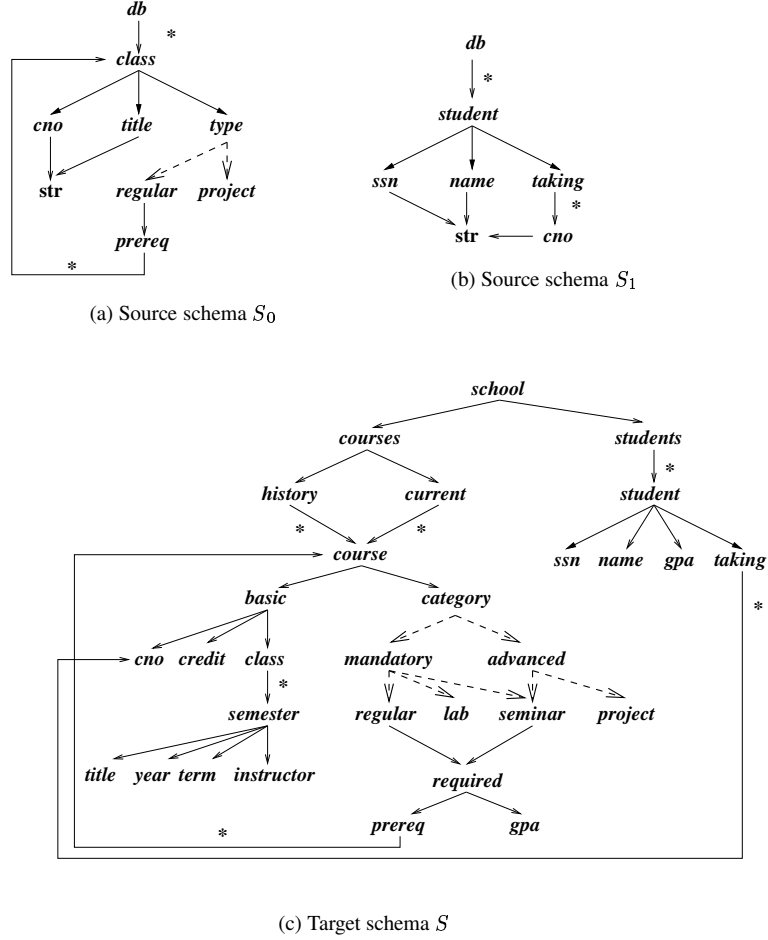 db
*
class
cno title type
str regular project
prereq
*
(a) Source schema S0
db
*
student
ssn name taking
*
str cno
(b) Source schema S1
school
courses students
*
history current student
* *
course ssn name gpa taking
basic category *
cno credit class mandatory advanced
*
semester regular lab seminar project
title year term instructor required
prereq gpa
*
(c) Target schema S